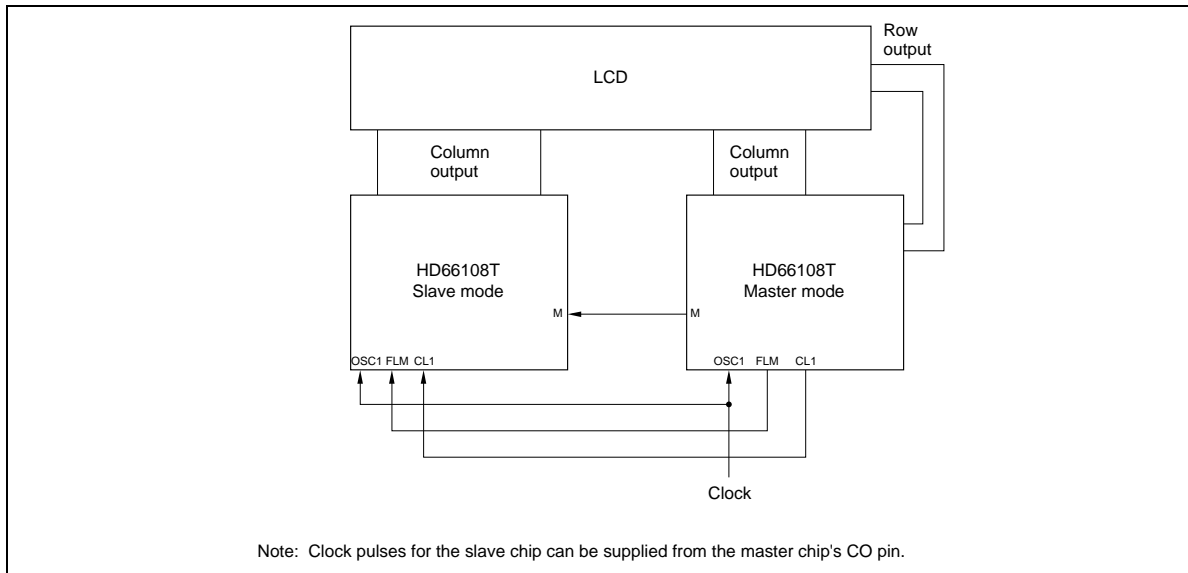 Row
output
LCD
Column
output
Column
output
HD66108T
Slave mode
HD66108T
Master mode
M
M
OSC1 FLM CL1
OSC1 FLM CL1
Clock
Note: Clock pulses for the slave chip can be supplied from the master chip's CO pin.